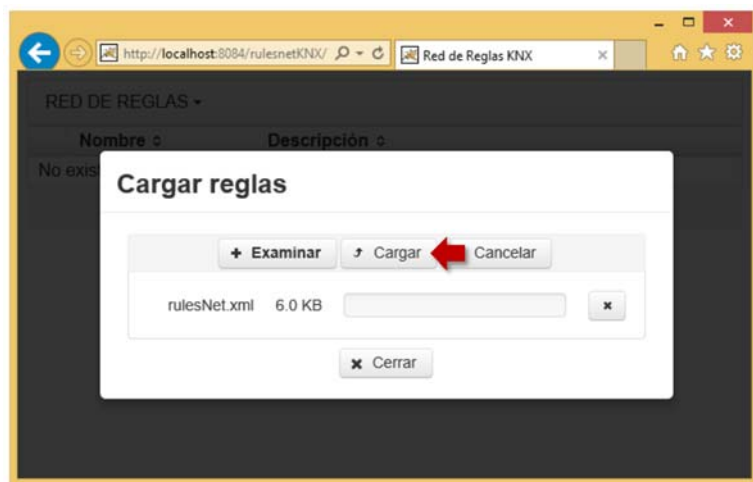 http://localhost:8084/rulesnetKNX/
Red de Reglas KNX
RED DE REGLAS
Nombre Descripción
No exis
Cargar reglas
Examinar Cargar Cancelar
rulesNet.xml 6.0 KB
Cerrar